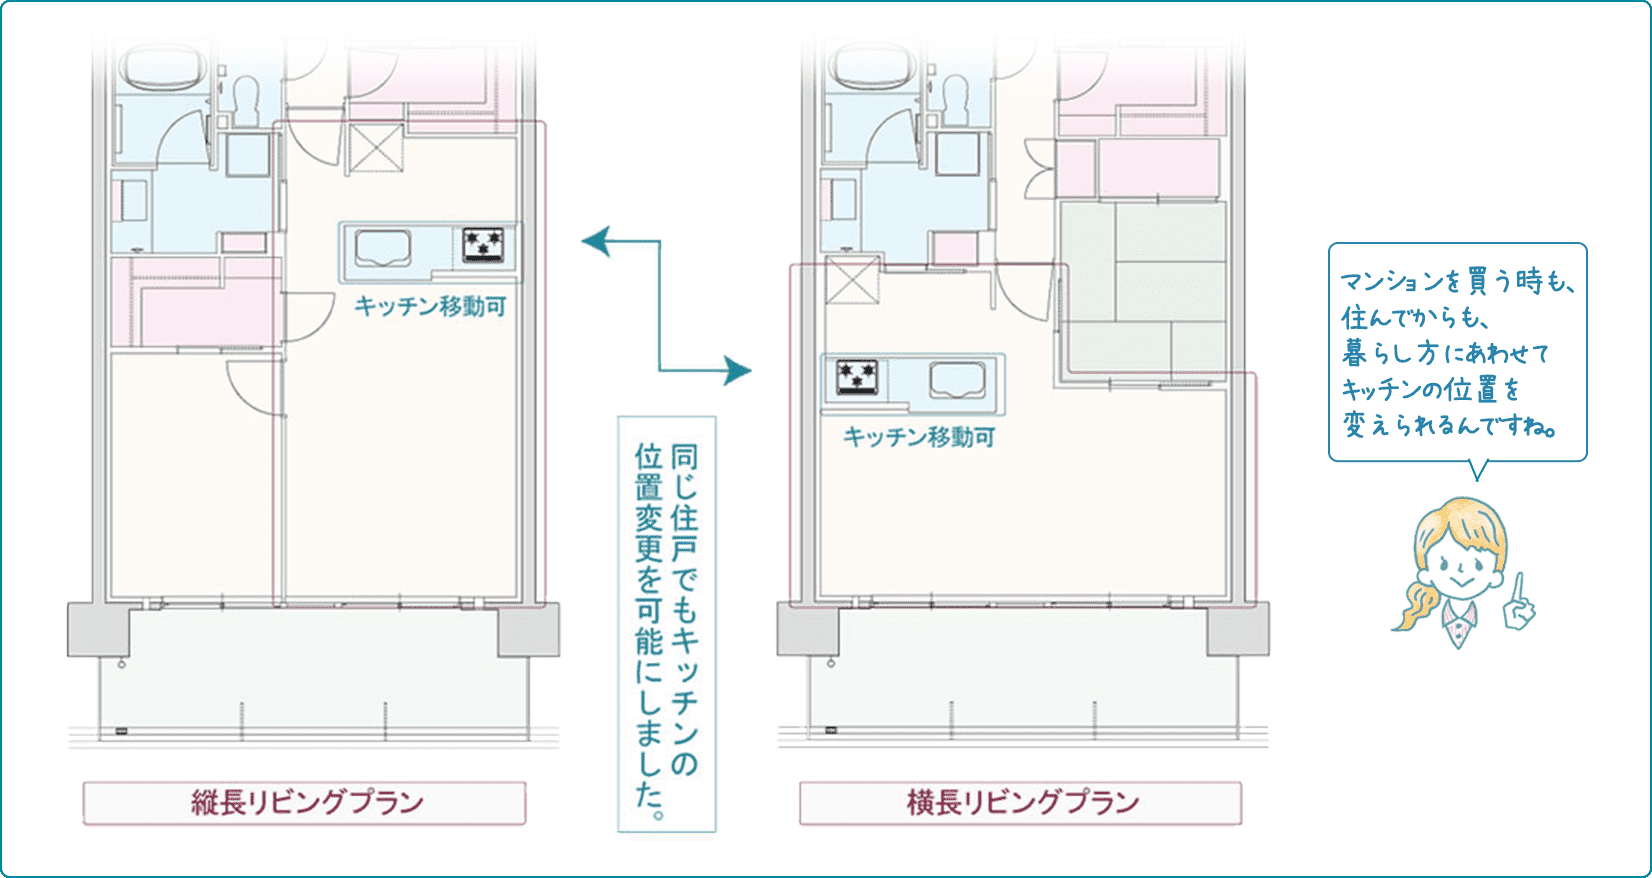 キッチン移動可
縦長リビングプラン
同じ住戸でもキッチンの
位置変更を可能にしました。
キッチン移動可
横長リビングプラン
マンションを買う時も、
住んでからも、
暮らし方にあわせて
キッチンの位置を
変えられるんですね。